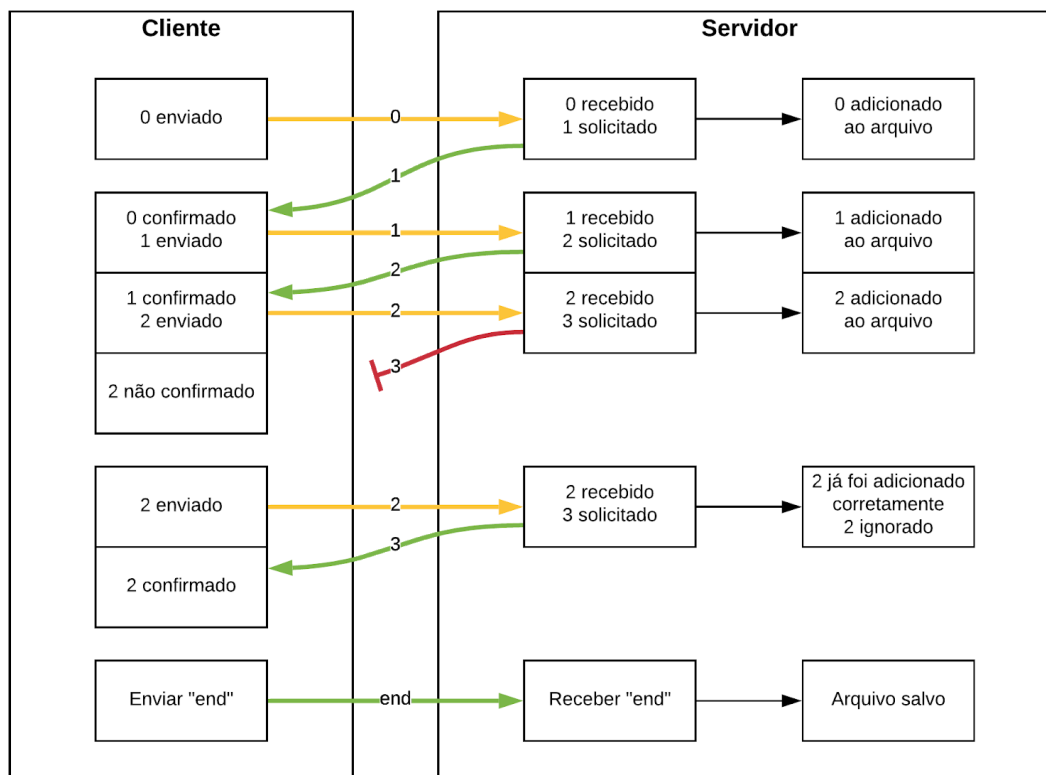 Cliente
Servidor
0 enviado
0
0 recebido
1 solicitado
0 adicionado
ao arquivo
1
0 confirmado
1 enviado
1
1 recebido
2 solicitado
1 adicionado
ao arquivo
2
1 confirmado
2 enviado
2
2 recebido
3 solicitado
2 adicionado
ao arquivo
3
2 não confirmado
2 enviado
2
2 recebido
3 solicitado
2 já foi adicionado
corretamente
2 ignorado
3
2 confirmado
Enviar "end"
end
Receber "end"
Arquivo salvo